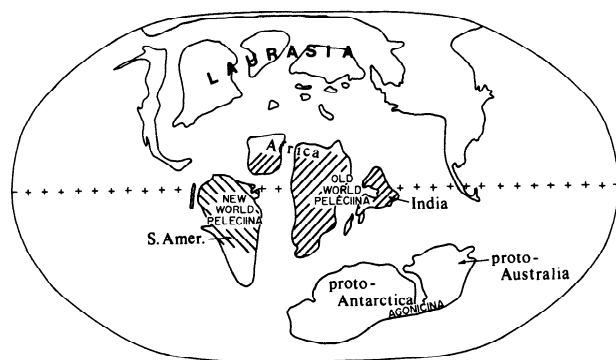 LAURASIA
Africa
NEW
WORLD
PELECIINA
OLD
WORLD
PELECIINA
India
S. Amer.
proto-
Australia
proto-
Antarctica
AGONICINA